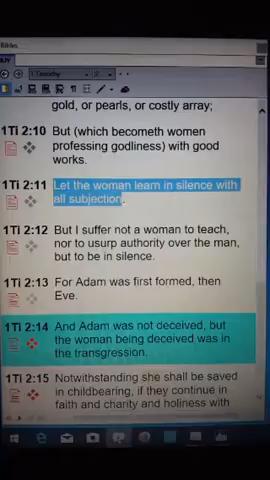 Bibles
KJV
1 Timothy 2
gold, or pearls, or costly array;
1Ti 2:10 But (which becometh women
professing godliness) with good
works.
1Ti 2:11 Let the woman learn in silence with
all subjection.
1Ti 2:12 But I suffer not a woman to teach,
nor to usurp authority over the man,
but to be in silence.
1Ti 2:13 For Adam was first formed, then
Eve.
1Ti 2:14 And Adam was not deceived, but
the woman being deceived was in
the transgression.
1Ti 2:15 Notwithstanding she shall be saved
in childbearing, if they continue in
faith and charity and holiness with